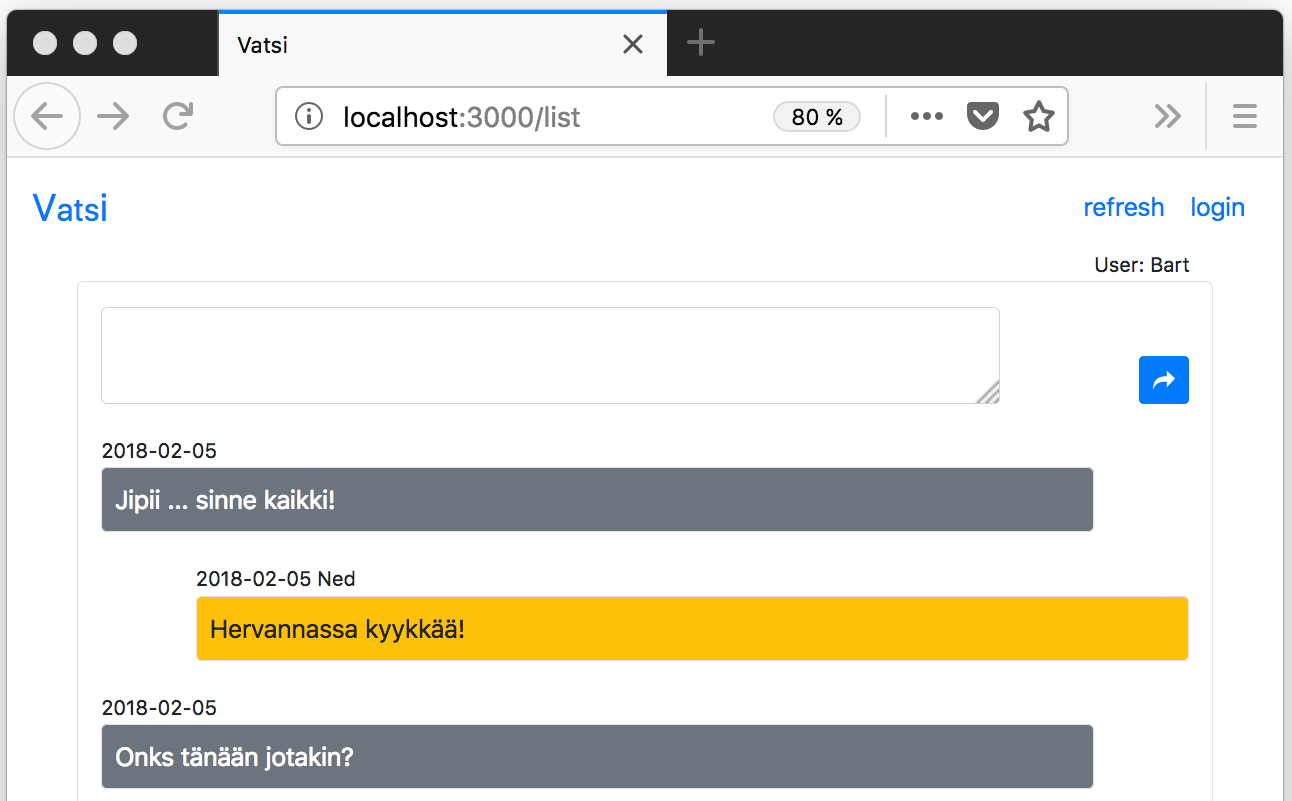 Vatsi
localhost:3000/list
80 %
Vatsi
refresh login
User: Bart
2018-02-05
Jipii ... sinne kaikki!
2018-02-05 Ned
Hervannassa kyykkää!
2018-02-05
Onks tänään jotakin?